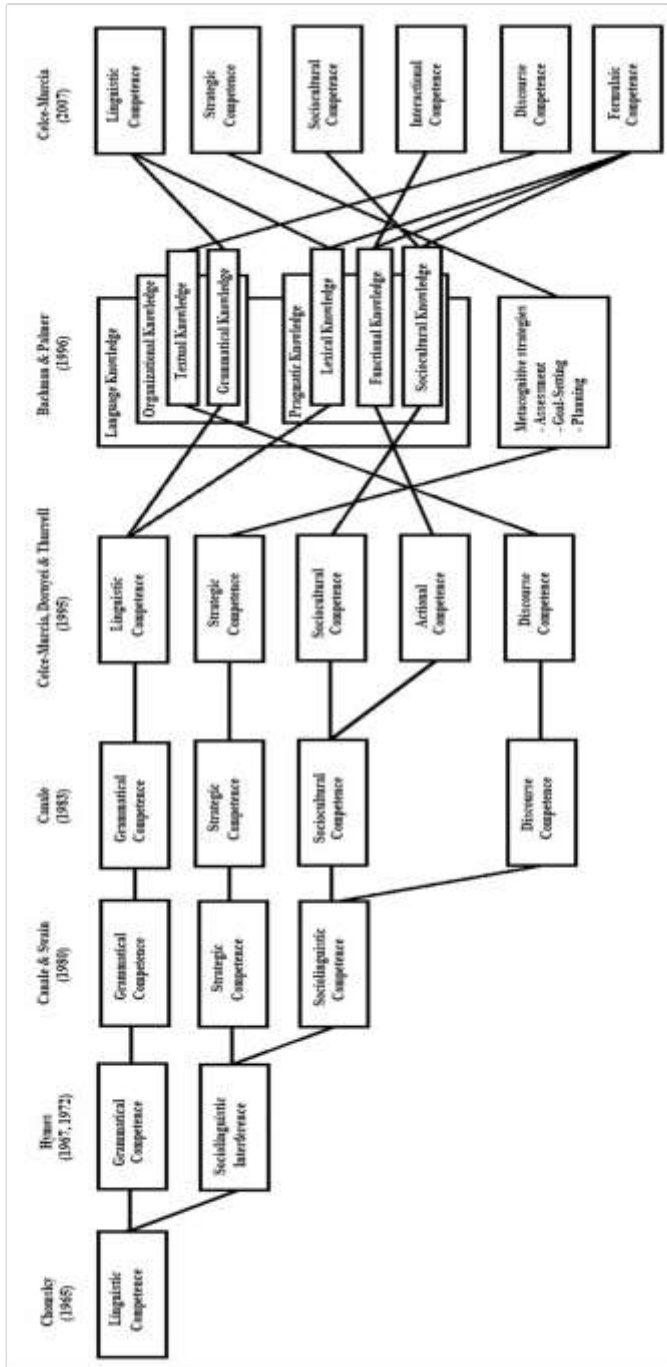 Chomsky
(1965)
Linguistic
Competence
Hymes
(1967, 1972)
Grammatical
Competence
Sociolinguistic
Interference
Canale & Swain
(1980)
Grammatical
Competence
Strategic
Competence
Sociolinguistic
Competence
Canale
(1983)
Grammatical
Competence
Strategic
Competence
Sociocultural
Competence
Discourse
Competence
Celce-Murcia, Dornyei & Thurrell
(1995)
Linguistic
Competence
Strategic
Competence
Sociocultural
Competence
Actional
Competence
Discourse
Competence
Bachman & Palmer
(1996)
Language Knowledge
Organizational Knowledge
Textual Knowledge
Grammatical Knowledge
Pragmatic Knowledge
Lexical Knowledge
Functional Knowledge
Sociocultural Knowledge
Metacognitive strategies
- Assessment
- Goal-Setting
- Planning
Celce-Murcia
(2007)
Linguistic
Competence
Strategic
Competence
Sociocultural
Competence
Interactional
Competence
Discourse
Competence
Formulaic
Competence